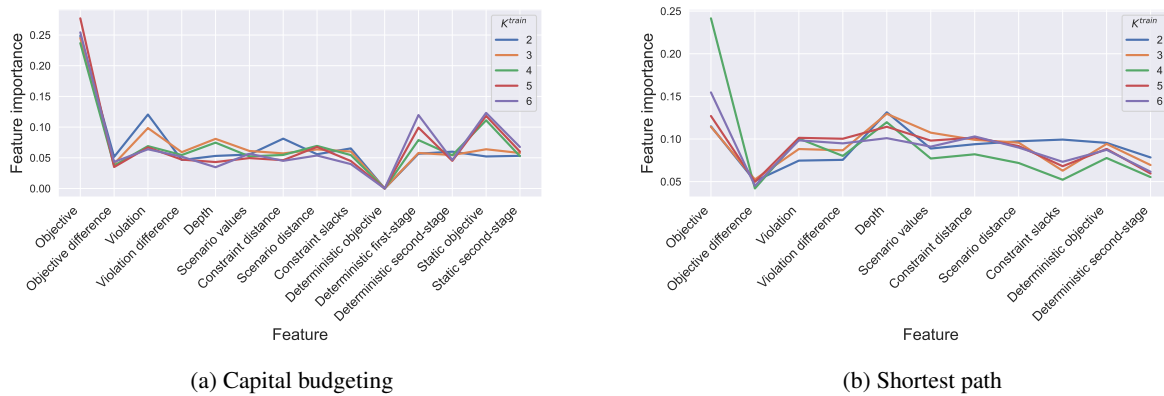 0.25
0.20
0.15
0.10
0.05
0.00
Feature importance
K^train
2
3
4
5
6
Objective
Objective difference
Violation
Violation difference
Depth
Scenario values
Constraint distance
Scenario distance
Constraint slacks
Deterministic objective
Deterministic first-stage
Deterministic second-stage
Static objective
Static second-stage
Feature
(a) Capital budgeting
0.25
0.20
0.15
0.10
0.05
Feature importance
K^train
2
3
4
5
6
Objective
Objective difference
Violation
Violation difference
Depth
Scenario values
Constraint distance
Scenario distance
Constraint slacks
Deterministic objective
Deterministic second-stage
Feature
(b) Shortest path